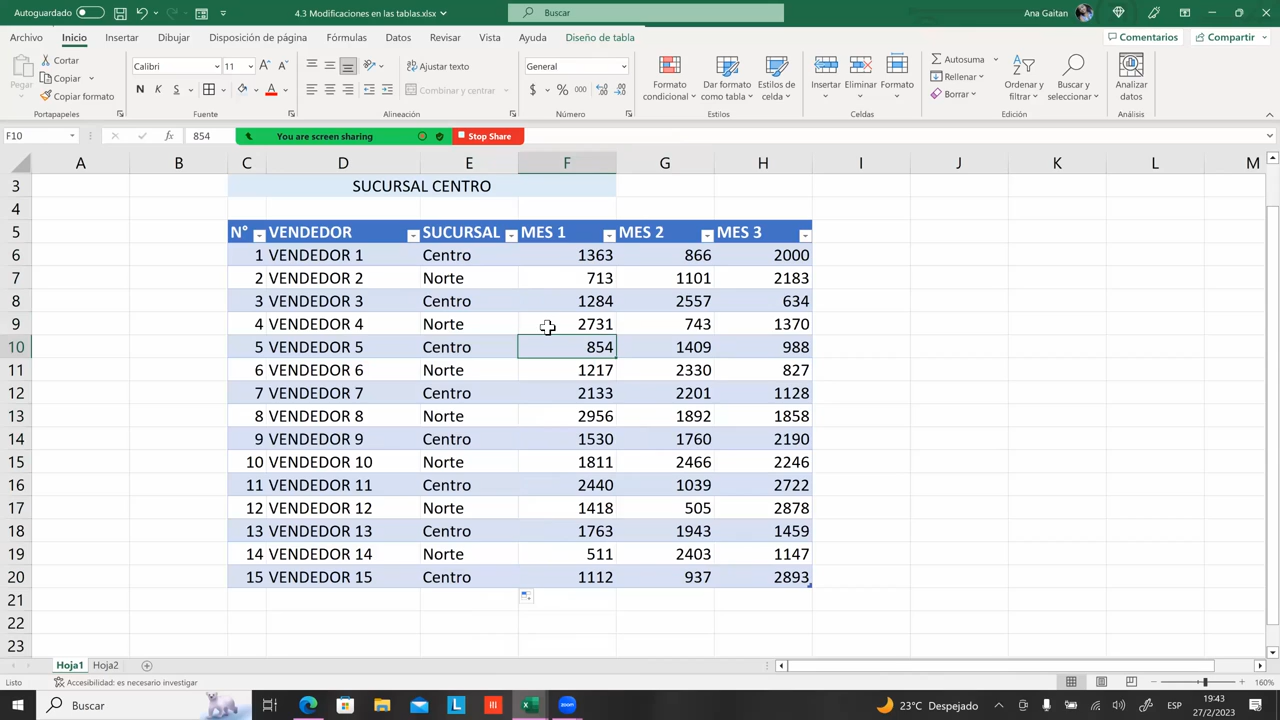 Autoguardado
4.3 Modificaciones en las tablas.xlsx
Buscar
Ana Gaitan
Archivo Inicio Insertar Dibujar Disposición de página Fórmulas Datos Revisar Vista Ayuda Diseño de tabla
Comentarios Compartir
Pegar
Cortar
Copiar
Copiar formato
Portapapeles
Calibri 11
N K S
Fuente
Ajustar texto
Combinar y centrar
Alineación
General
$ % 000
Número
Formato condicional
Dar formato como tabla
Estilos de celda
Estilos
Insertar Eliminar Formato
Celdas
Autosuma
Rellenar
Borrar
Ordenar y filtrar
Buscar y seleccionar
Edición
Analizar datos
Análisis
F10 fx 854
You are screen sharing Stop Share
A B C D E F G H I J K L M
3 SUCURSAL CENTRO
4
5 N° VENDEDOR SUCURSAL MES 1 MES 2 MES 3
6 1 VENDEDOR 1 Centro 1363 866 2000
7 2 VENDEDOR 2 Norte 713 1101 2183
8 3 VENDEDOR 3 Centro 1284 2557 634
9 4 VENDEDOR 4 Norte 2731 743 1370
10 5 VENDEDOR 5 Centro 854 1409 988
11 6 VENDEDOR 6 Norte 1217 2330 827
12 7 VENDEDOR 7 Centro 2133 2201 1128
13 8 VENDEDOR 8 Norte 2956 1892 1858
14 9 VENDEDOR 9 Centro 1530 1760 2190
15 10 VENDEDOR 10 Norte 1811 2466 2246
16 11 VENDEDOR 11 Centro 2440 1039 2722
17 12 VENDEDOR 12 Norte 1418 505 2878
18 13 VENDEDOR 13 Centro 1763 1943 1459
19 14 VENDEDOR 14 Norte 511 2403 1147
20 15 VENDEDOR 15 Centro 1112 937 2893
21
22
23
Hoja1 Hoja2
Listo Accesibilidad: es necesario investigar 160%
Buscar
23°C Despejado
ESP
19:43
27/2/2023